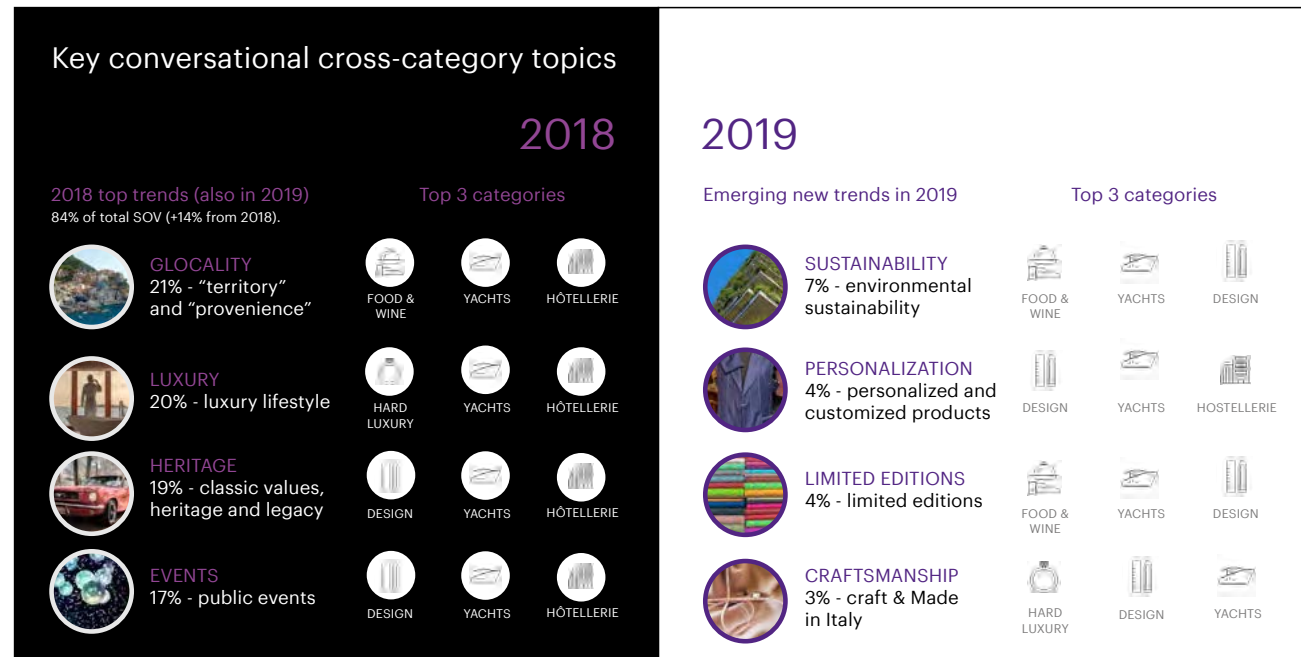 Key conversational cross-category topics
2018
2018 top trends (also in 2019)
84% of total SOV (+14% from 2018).
Top 3 categories
GLOCALITY
21% - “territory”
and “provenience”
FOOD &
WINE
YACHTS
HÔTELLERIE
LUXURY
20% - luxury lifestyle
HARD
LUXURY
YACHTS
HÔTELLERIE
HERITAGE
19% - classic values,
heritage and legacy
DESIGN
YACHTS
HÔTELLERIE
EVENTS
17% - public events
DESIGN
YACHTS
HÔTELLERIE
2019
Emerging new trends in 2019
Top 3 categories
SUSTAINABILITY
7% - environmental
sustainability
FOOD &
WINE
YACHTS
DESIGN
PERSONALIZATION
4% - personalized and
customized products
DESIGN
YACHTS
HOSTELLERIE
LIMITED EDITIONS
4% - limited editions
FOOD &
WINE
YACHTS
DESIGN
CRAFTSMANSHIP
3% - craft & Made
in Italy
HARD
LUXURY
DESIGN
YACHTS